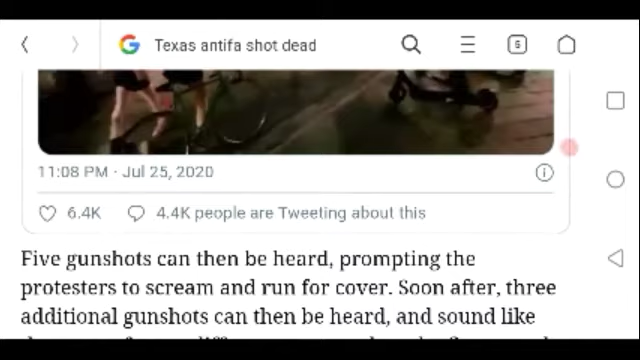 Texas antifa shot dead
5
11:08 PM · Jul 25, 2020
6.4K 4.4K people are Tweeting about this
Five gunshots can then be heard, prompting the
protesters to scream and run for cover. Soon after, three
additional gunshots can then be heard, and sound like